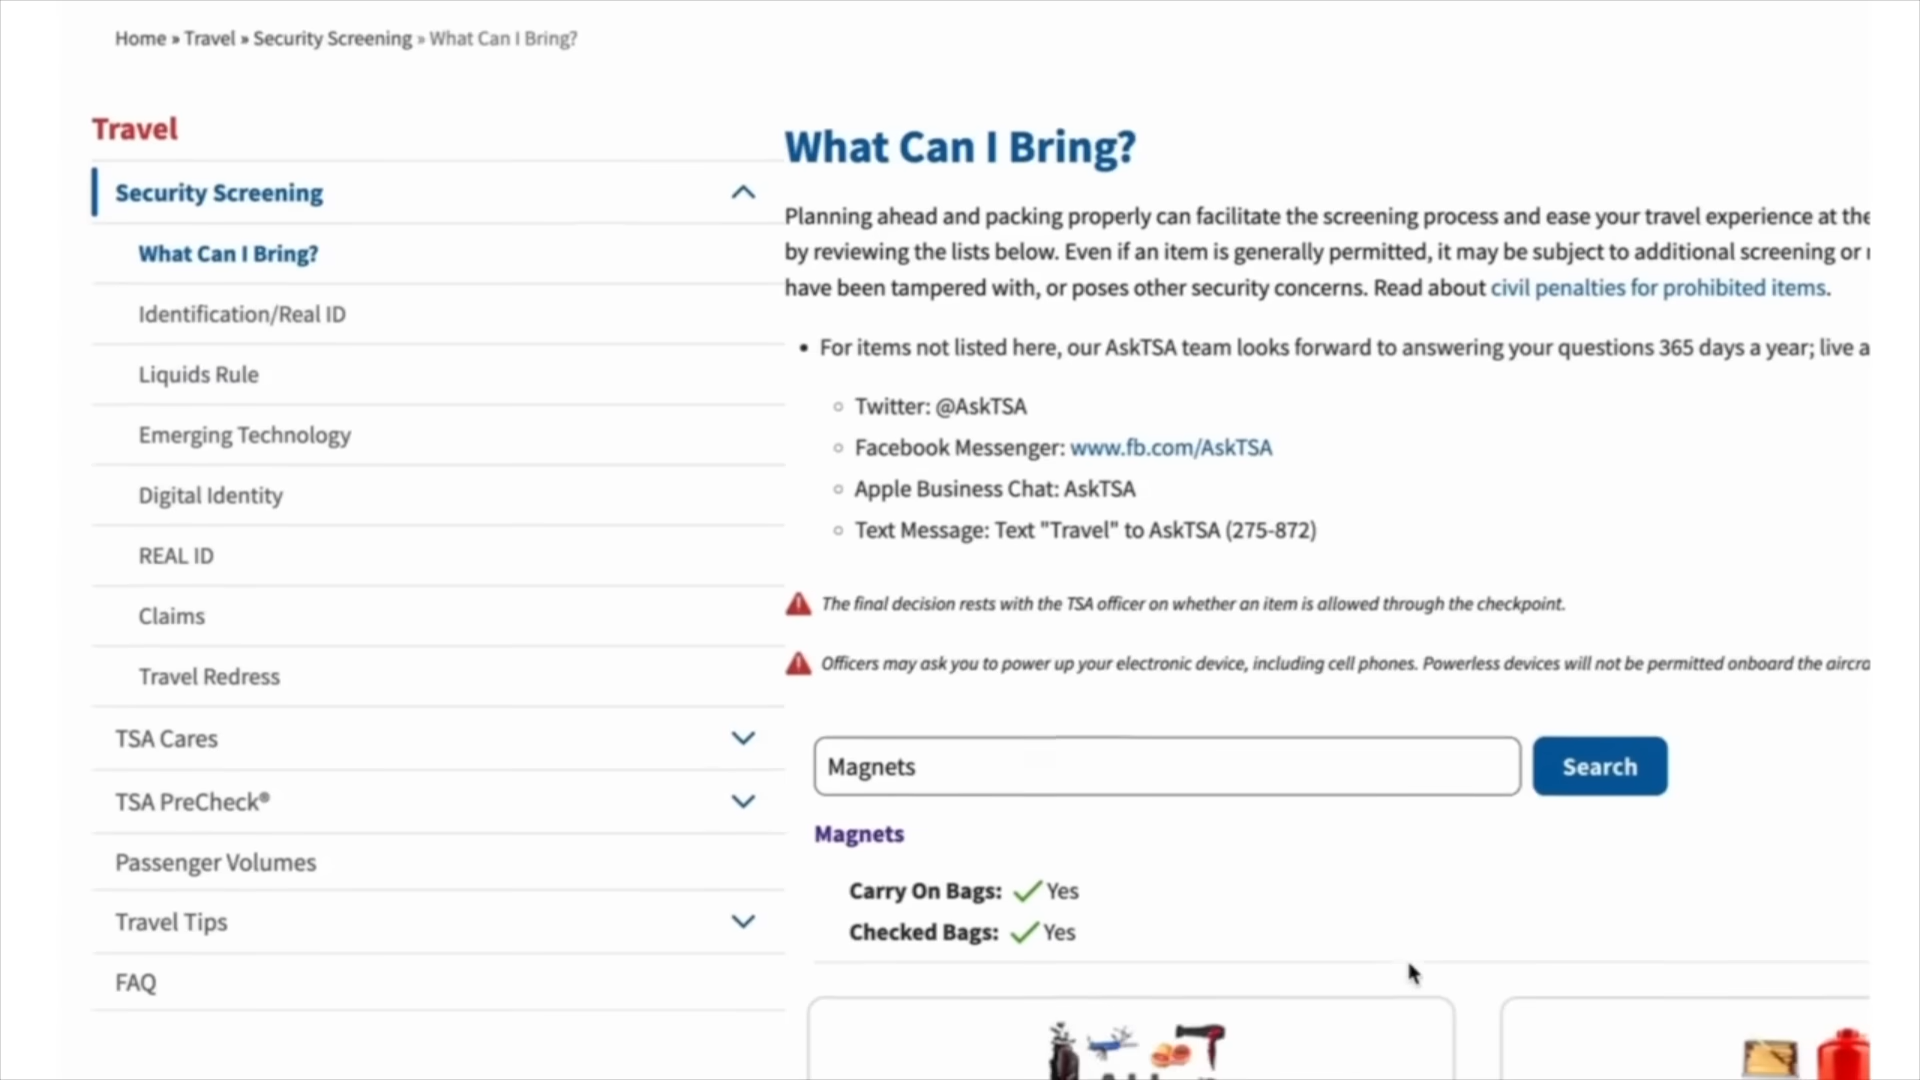 Home » Travel » Security Screening » What Can I Bring?
Travel
Security Screening
What Can I Bring?
Identification/Real ID
Liquids Rule
Emerging Technology
Digital Identity
REAL ID
Claims
Travel Redress
TSA Cares
TSA PreCheck®
Passenger Volumes
Travel Tips
FAQ
What Can I Bring?
Planning ahead and packing properly can facilitate the screening process and ease your travel experience at the
by reviewing the lists below. Even if an item is generally permitted, it may be subject to additional screening or
have been tampered with, or poses other security concerns. Read about civil penalties for prohibited items.
• For items not listed here, our AskTSA team looks forward to answering your questions 365 days a year; live
Twitter: @AskTSA
Facebook Messenger: www.fb.com/AskTSA
Apple Business Chat: AskTSA
Text Message: Text "Travel" to AskTSA (275-872)
The final decision rests with the TSA officer on whether an item is allowed through the checkpoint.
Officers may ask you to power up your electronic device, including cell phones. Powerless devices will not be permitted onboard the
Magnets
Search
Magnets
Carry On Bags: Yes
Checked Bags: Yes